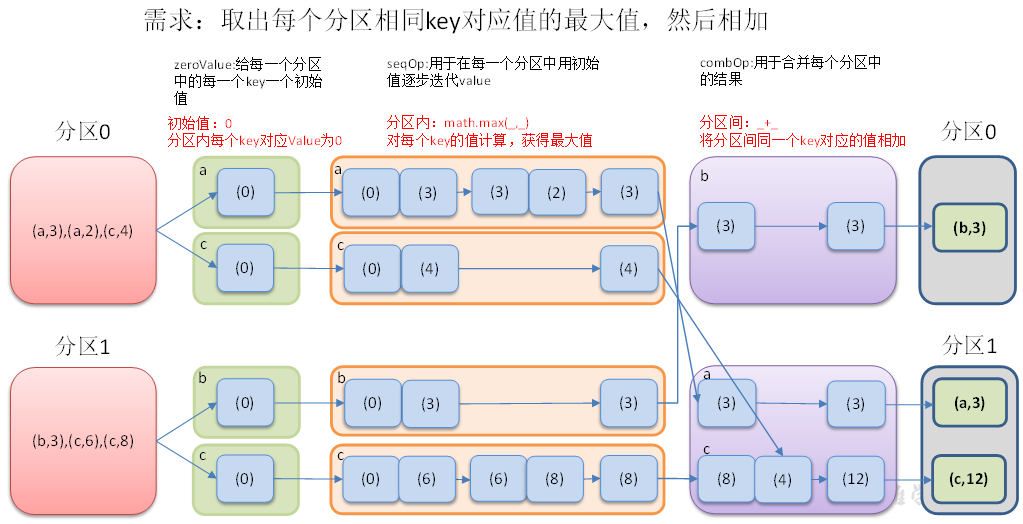 需求：取出每个分区相同key对应值的最大值，然后相加
zeroValue:给每一个分区
中的每一个key一个初始
值
seqOp:用于在每一个分区中用初始
值逐步迭代value
combOp:用于合并每个分区中
的结果
初始值：0
分区内每个key对应Value为0
分区内：math.max(_,_)
对每个key的值计算，获得最大值
分区间：_+_
将分区间同一个key对应的值相加
分区0
分区0
(a,3),(a,2),(c,4)
a
(0)
a
(0)
(3)
(3)
(2)
(3)
c
(0)
c
(0)
(4)
(4)
b
(3)
(3)
(b,3)
分区1
分区1
(b,3),(c,6),(c,8)
b
(0)
b
(0)
(3)
(3)
c
(0)
c
(0)
(6)
(6)
(8)
(8)
a
(3)
(3)
(a,3)
c
(8)
(4)
(12)
(c,12)